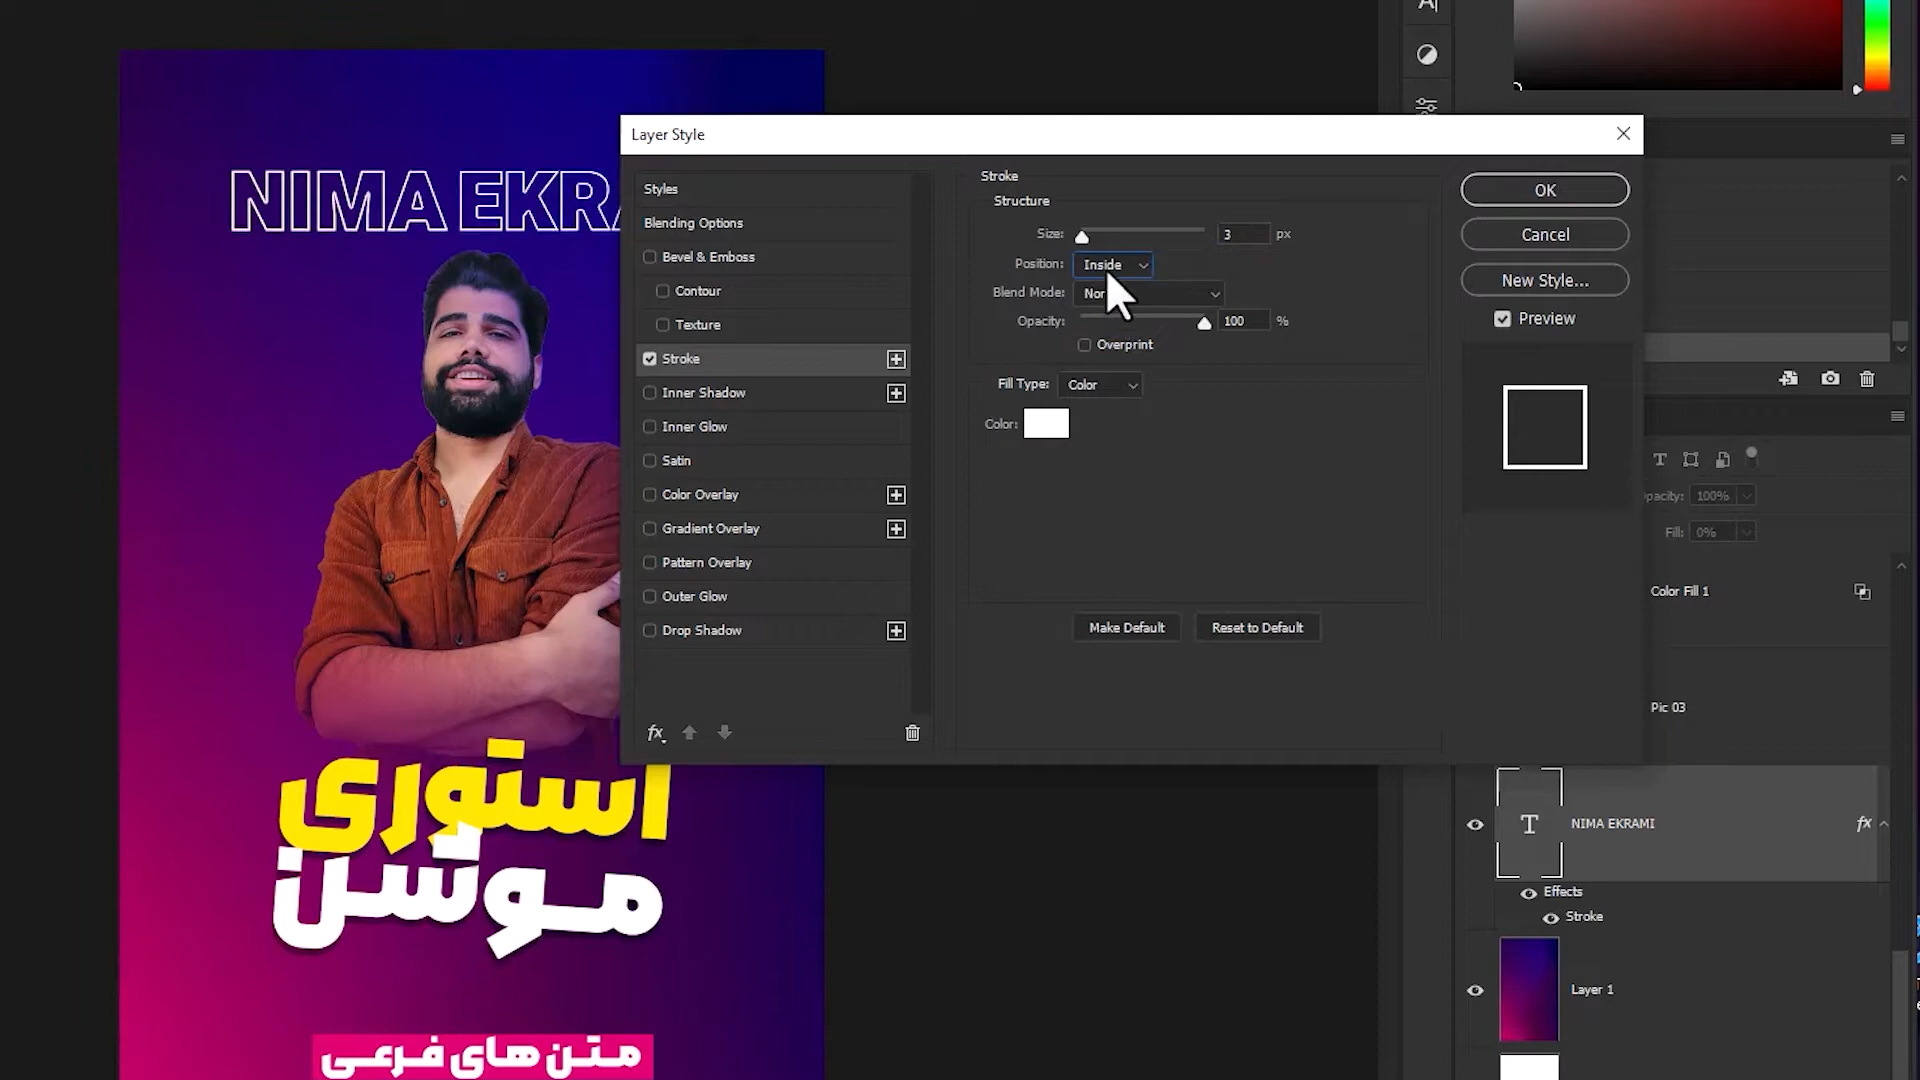 NIMA EKRA
استوری
موشن
متن های فرعی
Layer Style
Styles
Blending Options
Bevel & Emboss
Contour
Texture
Stroke
Inner Shadow
Inner Glow
Satin
Color Overlay
Gradient Overlay
Pattern Overlay
Outer Glow
Drop Shadow
fx
Stroke
Structure
Size: 3 px
Position: Inside
Blend Mode: Nor
Opacity: 100 %
Overprint
Fill Type: Color
Color:
Make Default Reset to Default
OK
Cancel
New Style...
Preview
pacity: 100%
Fill: 0%
Color Fill 1
Pic 03
T NIMA EKRAMI fx
Effects
Stroke
Layer 1